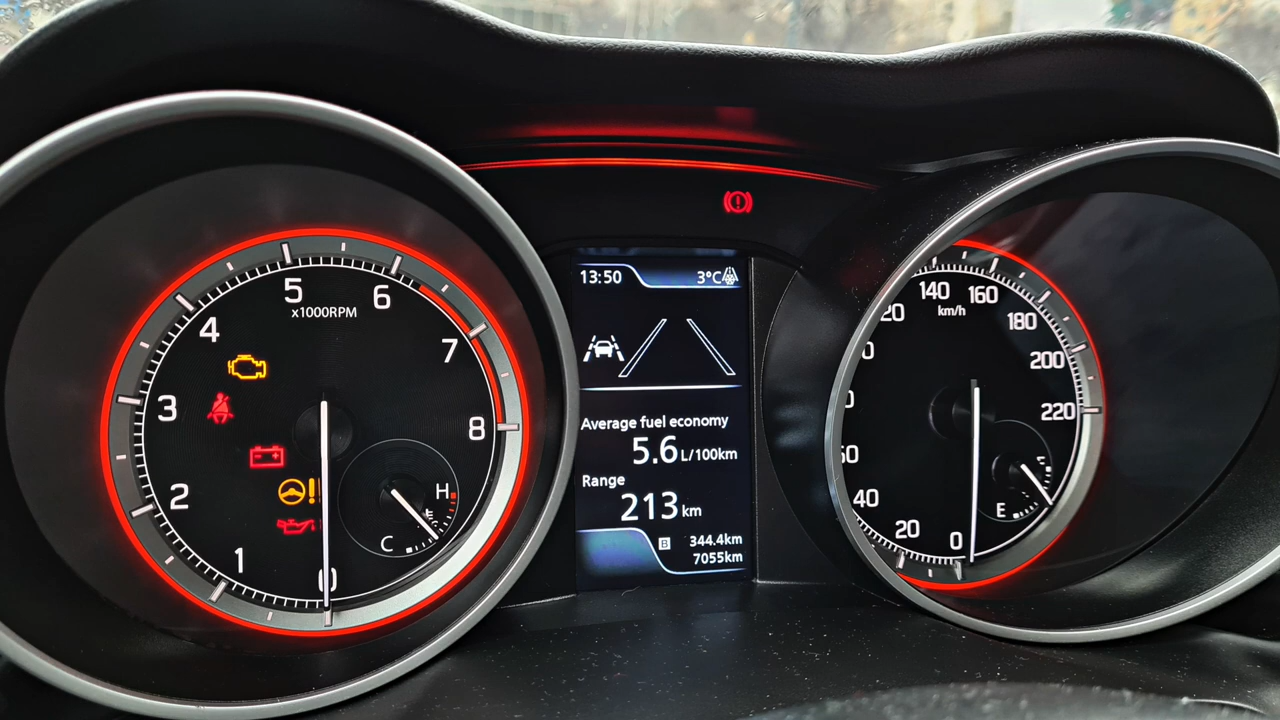 13:50 3°C
5
x1000RPM
6
4
7
3
8
2
1
0
H
C
Average fuel economy
5.6 L/100km
Range
213 km
B 344.4km
7055km
140
160
km/h
180
200
220
40
20
0
E